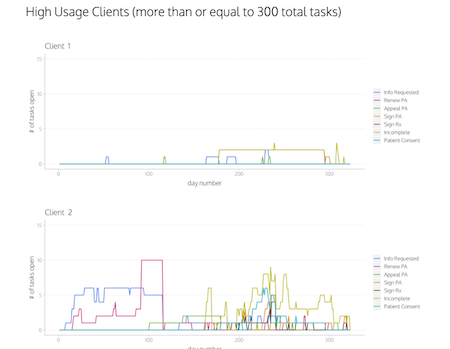 High Usage Clients (more than or equal to 300 total tasks)
Client 1
15
10
5
0
# of tasks open
0 100 200 300
day number
Info Requested
Renew PA
Appeal PA
Sign PA
Sign Rx
Incomplete
Patient Consent
Client 2
15
10
5
0
# of tasks open
0 100 200 300
day number
Info Requested
Renew PA
Appeal PA
Sign PA
Sign Rx
Incomplete
Patient Consent